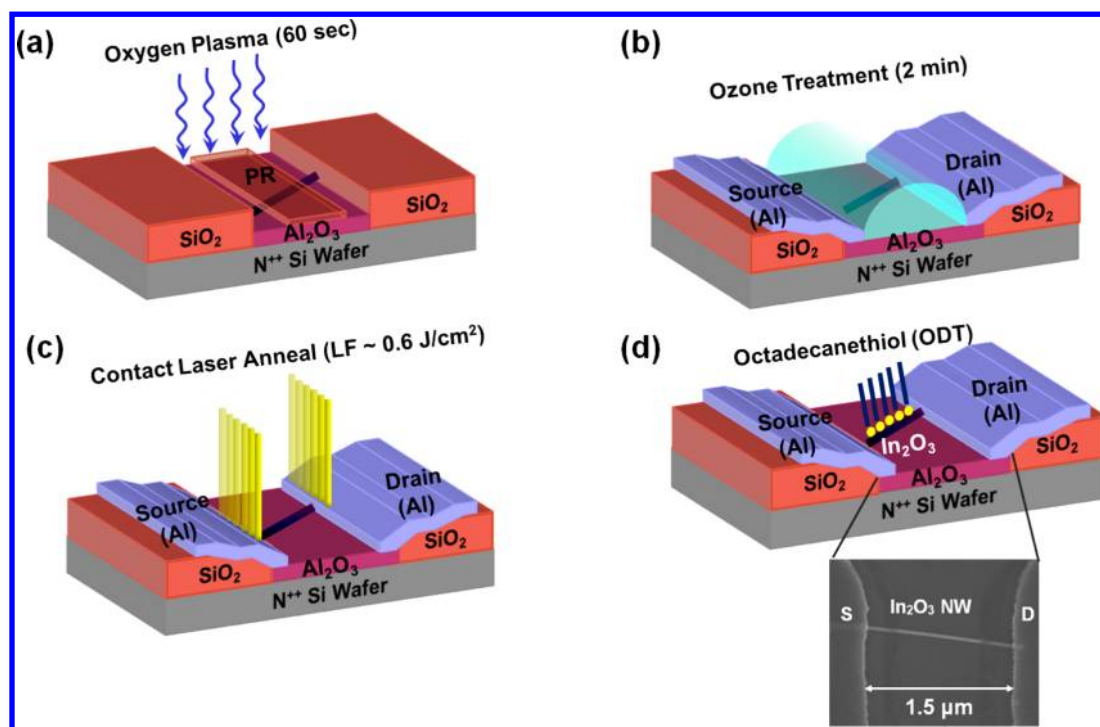 (a)
Oxygen Plasma (60 sec)
PR
SiO₂
SiO₂
Al₂O₃
N⁺⁺ Si Wafer
(b)
Ozone Treatment (2 min)
Source
(Al)
Drain
(Al)
SiO₂
SiO₂
Al₂O₃
N⁺⁺ Si Wafer
(c)
Contact Laser Anneal (LF ~ 0.6 J/cm²)
Source
(Al)
Drain
(Al)
SiO₂
SiO₂
Al₂O₃
N⁺⁺ Si Wafer
(d)
Octadecanethiol (ODT)
Source
(Al)
Drain
(Al)
In₂O₃
SiO₂
SiO₂
Al₂O₃
N⁺⁺ Si Wafer
In₂O₃ NW
S
D
1.5 μm